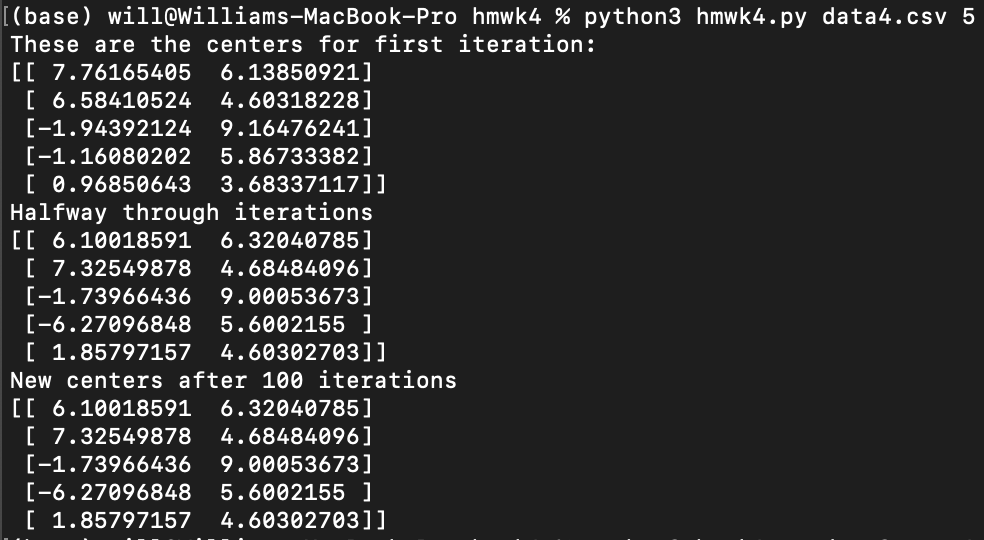 [(base) will@Williams-MacBook-Pro hmwk4 % python3 hmwk4.py data4.csv 5
These are the centers for first iteration:
[[ 7.76165405  6.13850921]
 [ 6.58410524  4.60318228]
 [-1.94392124  9.16476241]
 [-1.16080202  5.86733382]
 [ 0.96850643  3.68337117]]
Halfway through iterations
[[ 6.10018591  6.32040785]
 [ 7.32549878  4.68484096]
 [-1.73966436  9.00053673]
 [-6.27096848  5.6002155 ]
 [ 1.85797157  4.60302703]]
New centers after 100 iterations
[[ 6.10018591  6.32040785]
 [ 7.32549878  4.68484096]
 [-1.73966436  9.00053673]
 [-6.27096848  5.6002155 ]
 [ 1.85797157  4.60302703]]